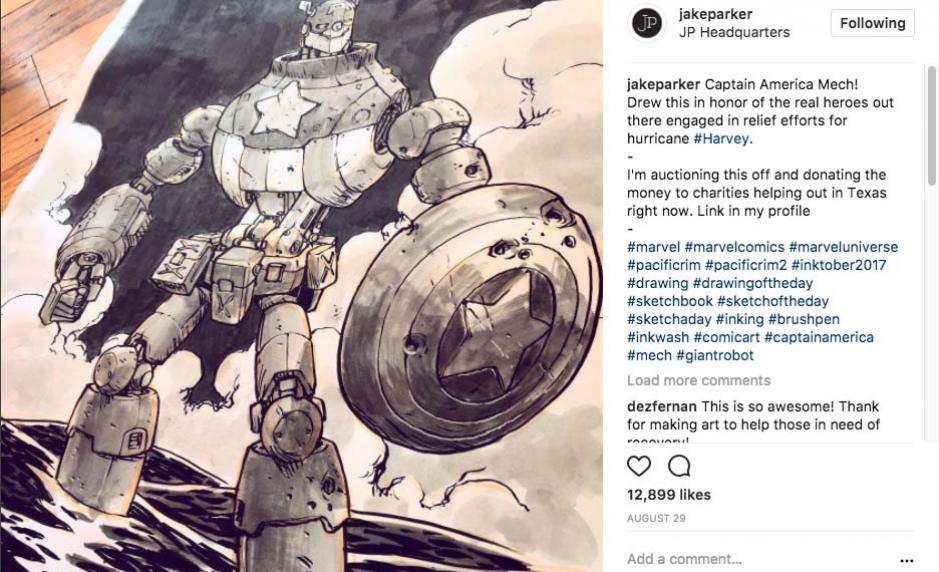 JP
jakeparker
JP Headquarters
Following
jakeparker Captain America Mech!
Drew this in honor of the real heroes out
there engaged in relief efforts for
hurricane #Harvey.
-
I'm auctioning this off and donating the
money to charities helping out in Texas
right now. Link in my profile
-
#marvel #marvelcomics #marveluniverse
#pacificrim #pacificrim2 #inktober2017
#drawing #drawingoftheday
#sketchbook #sketchoftheday
#sketchaday #inking #brushpen
#inkwash #comicart #captainamerica
#mech #giantrobot
Load more comments
dezfernan This is so awesome! Thank
for making art to help those in need of
recovery!
12,899 likes
AUGUST 29
Add a comment...